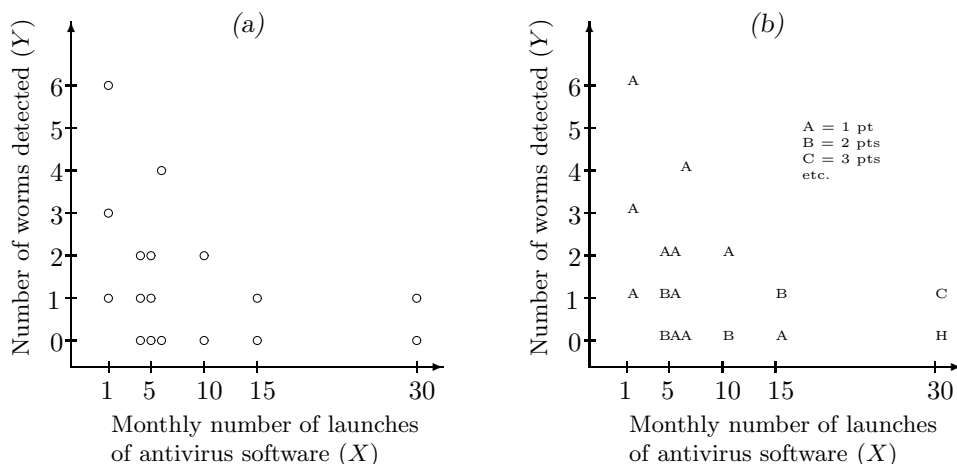 (a)
Number of worms detected (Y)
6
5
4
3
2
1
0
1 5 10 15 30
Monthly number of launches
of antivirus software (X)
(b)
Number of worms detected (Y)
6
5
4
3
2
1
0
A
A = 1 pt
B = 2 pts
C = 3 pts
etc.
A
A
BAA A
A BA B C
BAA B A H
1 5 10 15 30
Monthly number of launches
of antivirus software (X)